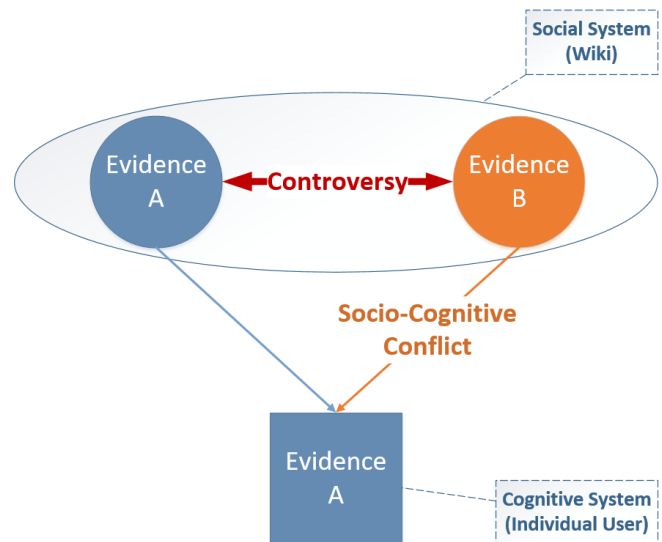 Social System
(Wiki)
Evidence
A
Controversy
Evidence
B
Socio-Cognitive
Conflict
Evidence
A
Cognitive System
(Individual User)